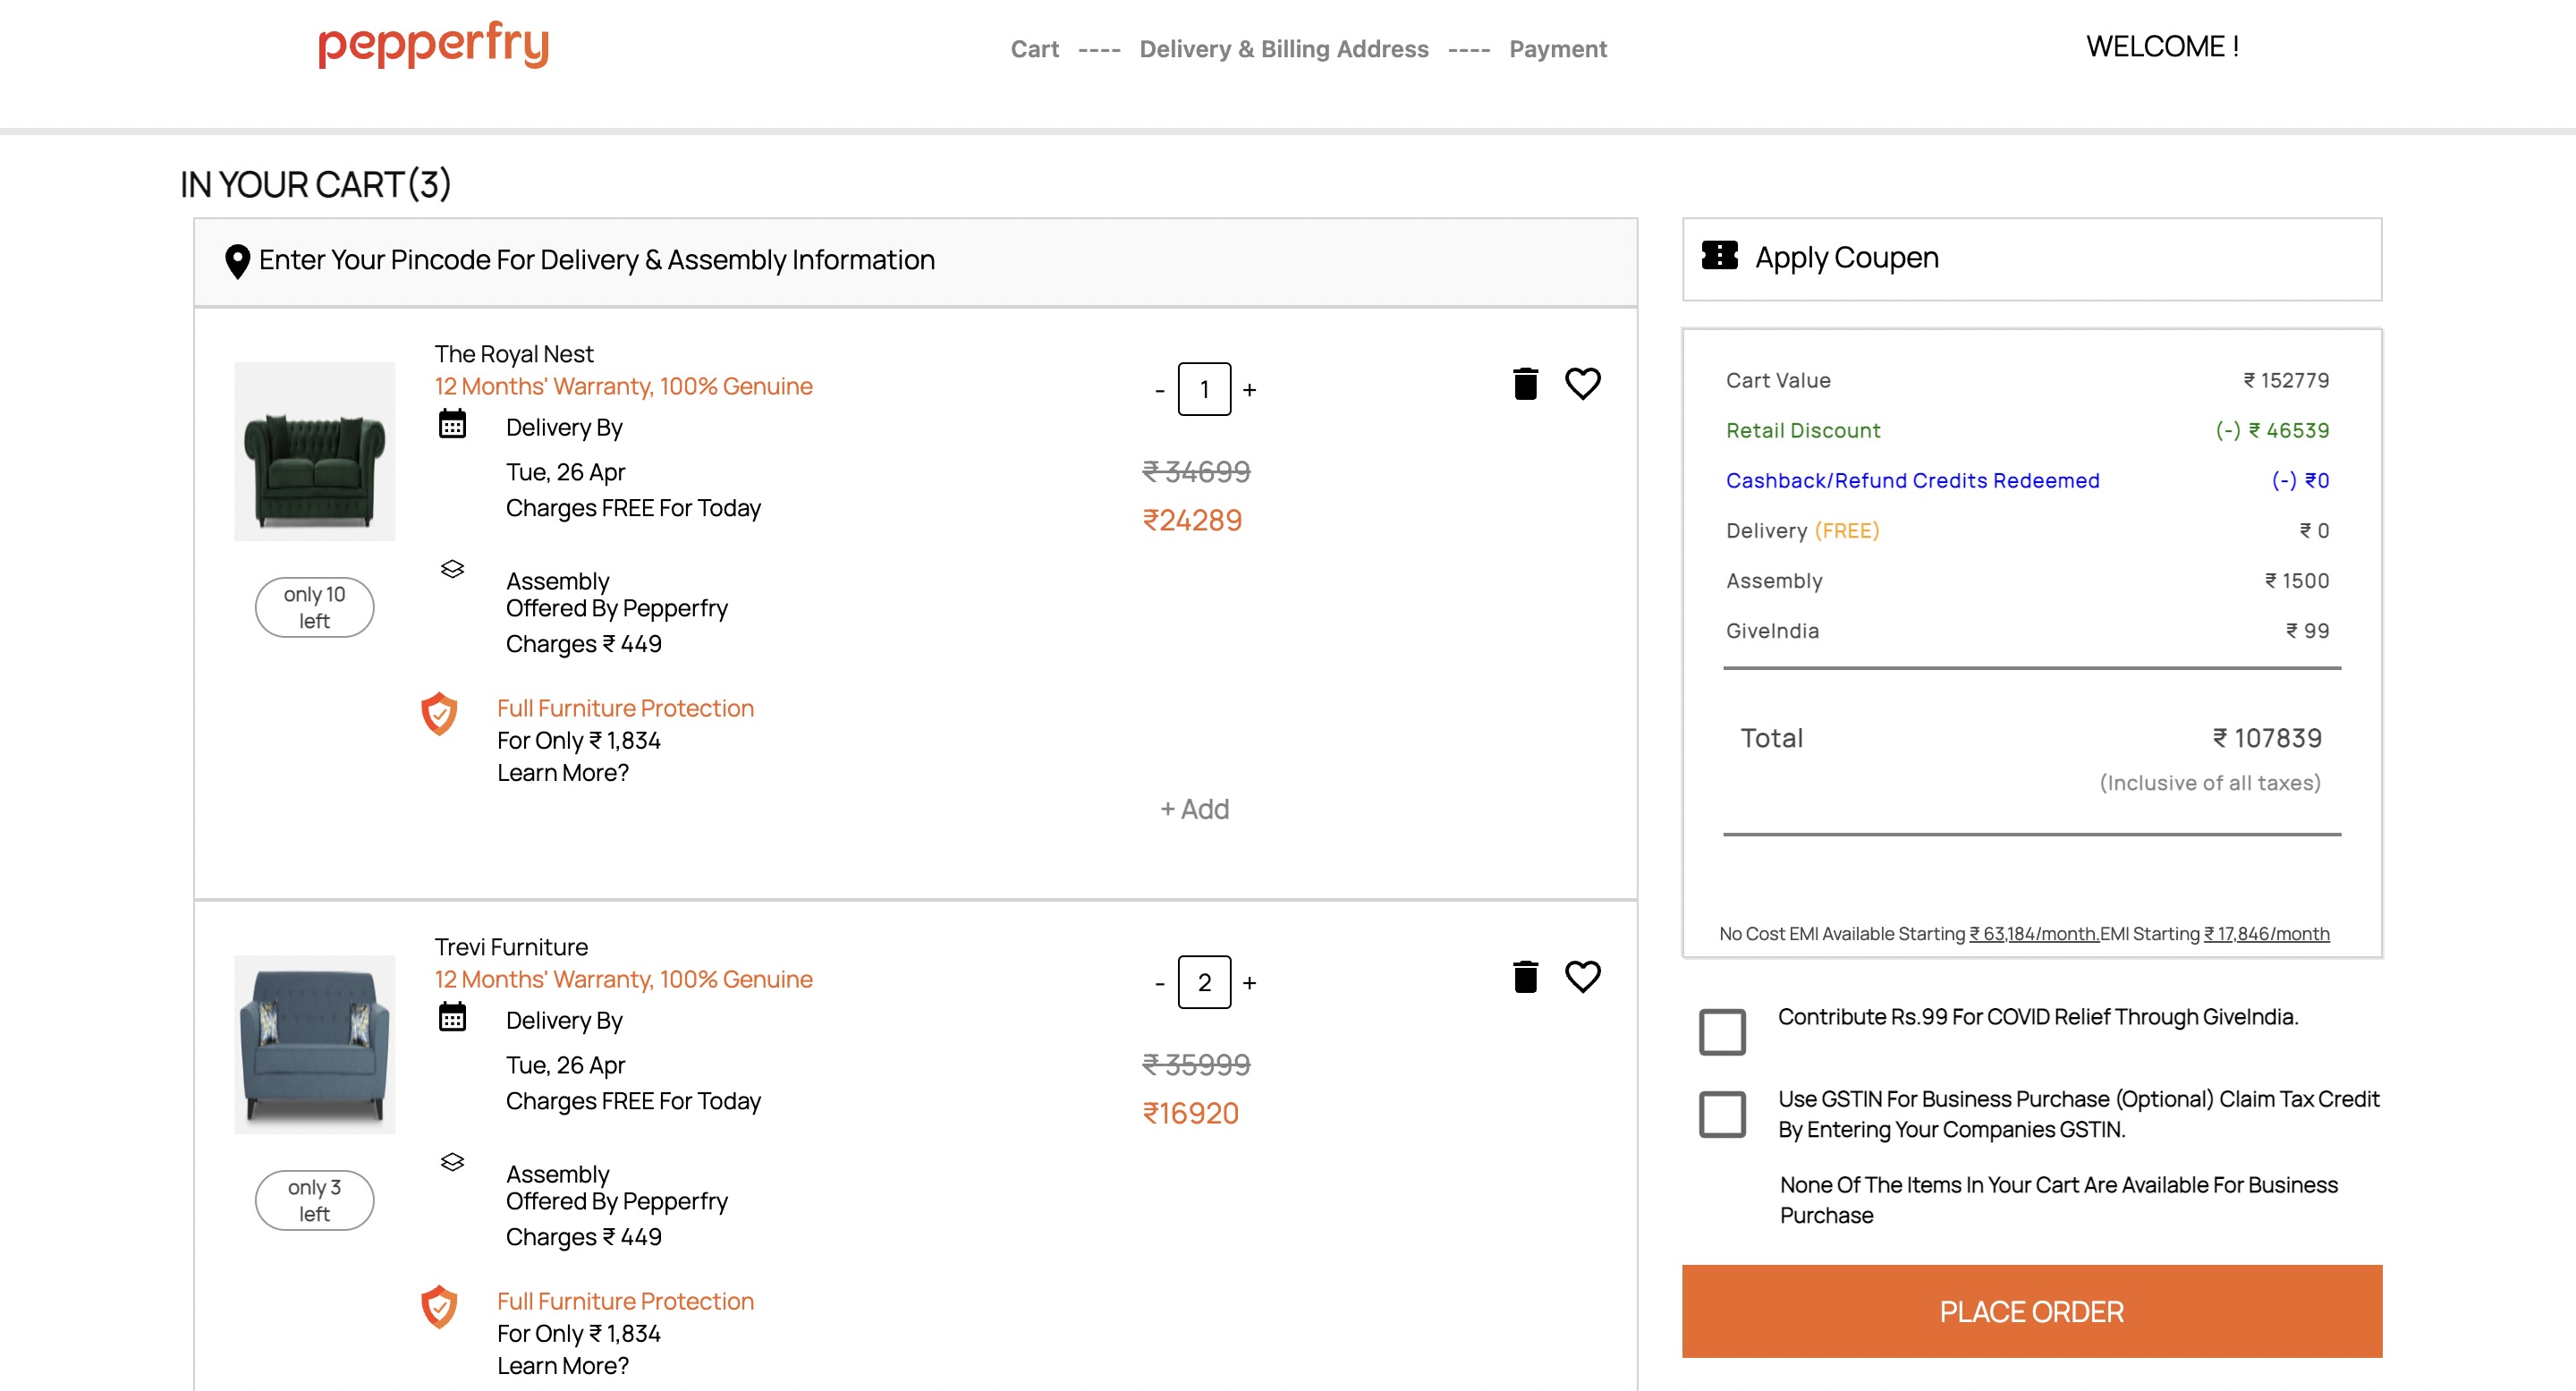 pepperfry
Cart ---- Delivery & Billing Address ---- Payment
WELCOME !
IN YOUR CART(3)
Enter Your Pincode For Delivery & Assembly Information
The Royal Nest
12 Months' Warranty, 100% Genuine
Delivery By
Tue, 26 Apr
Charges FREE For Today
Assembly
Offered By Pepperfry
Charges ₹ 449
only 10
left
Full Furniture Protection
For Only ₹ 1,834
Learn More?
- 1 +
₹ 34699
₹24289
+ Add
Trevi Furniture
12 Months' Warranty, 100% Genuine
Delivery By
Tue, 26 Apr
Charges FREE For Today
Assembly
Offered By Pepperfry
Charges ₹ 449
only 3
left
Full Furniture Protection
For Only ₹ 1,834
Learn More?
- 2 +
₹ 35999
₹16920
Apply Coupen
Cart Value ₹ 152779
Retail Discount (-) ₹ 46539
Cashback/Refund Credits Redeemed (-) ₹0
Delivery (FREE) ₹ 0
Assembly ₹ 1500
GiveIndia ₹ 99
Total ₹ 107839
(Inclusive of all taxes)
No Cost EMI Available Starting ₹ 63,184/month.EMI Starting ₹ 17,846/month
Contribute Rs.99 For COVID Relief Through GiveIndia.
Use GSTIN For Business Purchase (Optional) Claim Tax Credit
By Entering Your Companies GSTIN.
None Of The Items In Your Cart Are Available For Business
Purchase
PLACE ORDER